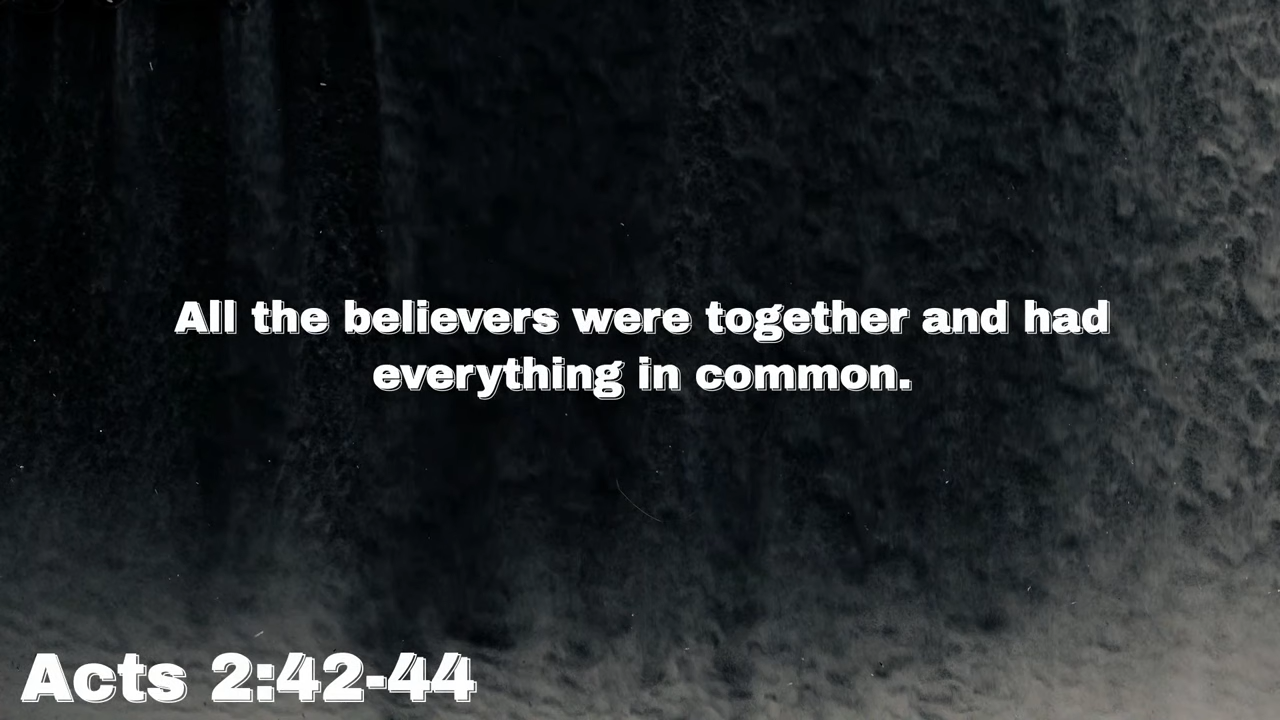 All the believers were together and had
everything in common.
Acts 2:42-44